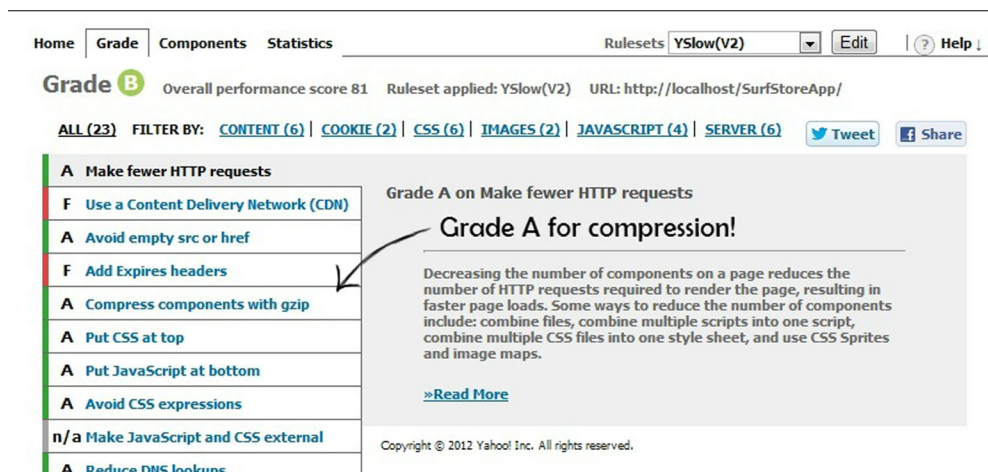 Home Grade Components Statistics Rulesets YSlow(V2) Edit ? Help ↓
Grade B Overall performance score 81 Ruleset applied: YSlow(V2) URL: http://localhost/SurfStoreApp/
ALL (23) FILTER BY: CONTENT (6) | COOKIE (2) | CSS (6) | IMAGES (2) | JAVASCRIPT (4) | SERVER (6) Tweet Share
A Make fewer HTTP requests
F Use a Content Delivery Network (CDN)
A Avoid empty src or href
F Add Expires headers
A Compress components with gzip
A Put CSS at top
A Put JavaScript at bottom
A Avoid CSS expressions
n/a Make JavaScript and CSS external
A Reduce DNS lookups
Grade A on Make fewer HTTP requests
Grade A for compression!
Decreasing the number of components on a page reduces the
number of HTTP requests required to render the page, resulting in
faster page loads. Some ways to reduce the number of components
include: combine files, combine multiple scripts into one script,
combine multiple CSS files into one style sheet, and use CSS Sprites
and image maps.
»Read More
Copyright © 2012 Yahoo! Inc. All rights reserved.